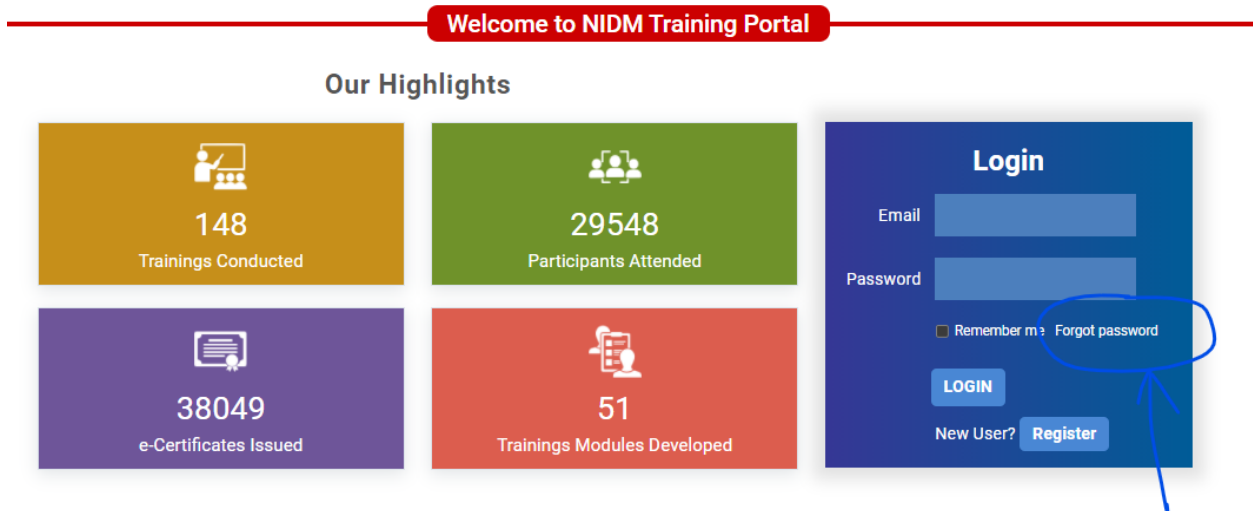 Welcome to NIDM Training Portal
Our Highlights
148
Trainings Conducted
29548
Participants Attended
38049
e-Certificates Issued
51
Trainings Modules Developed
Login
Email
Password
Remember me Forgot password
LOGIN
New User? Register